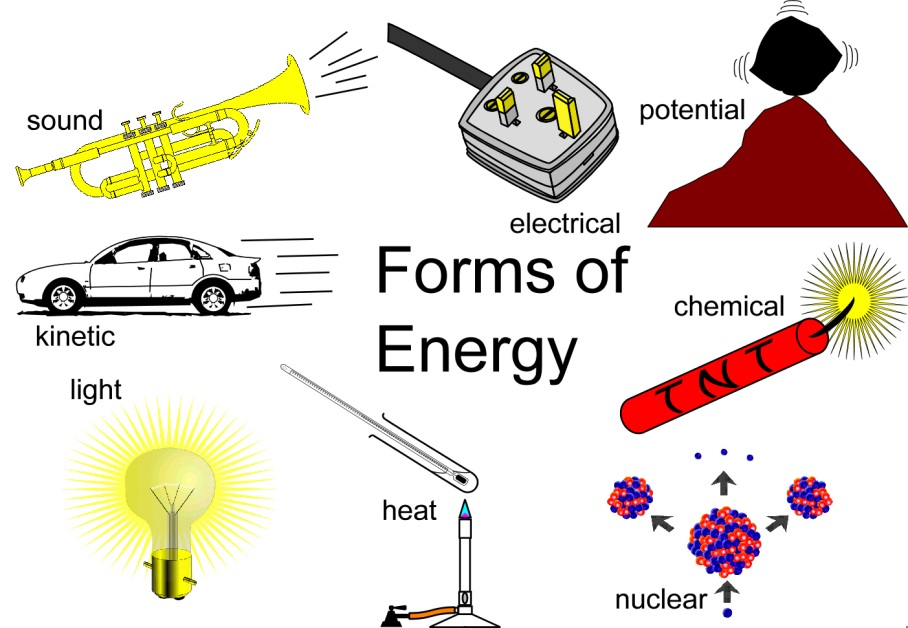 sound
electrical
potential
kinetic
Forms of
Energy
chemical
TNT
light
heat
nuclear